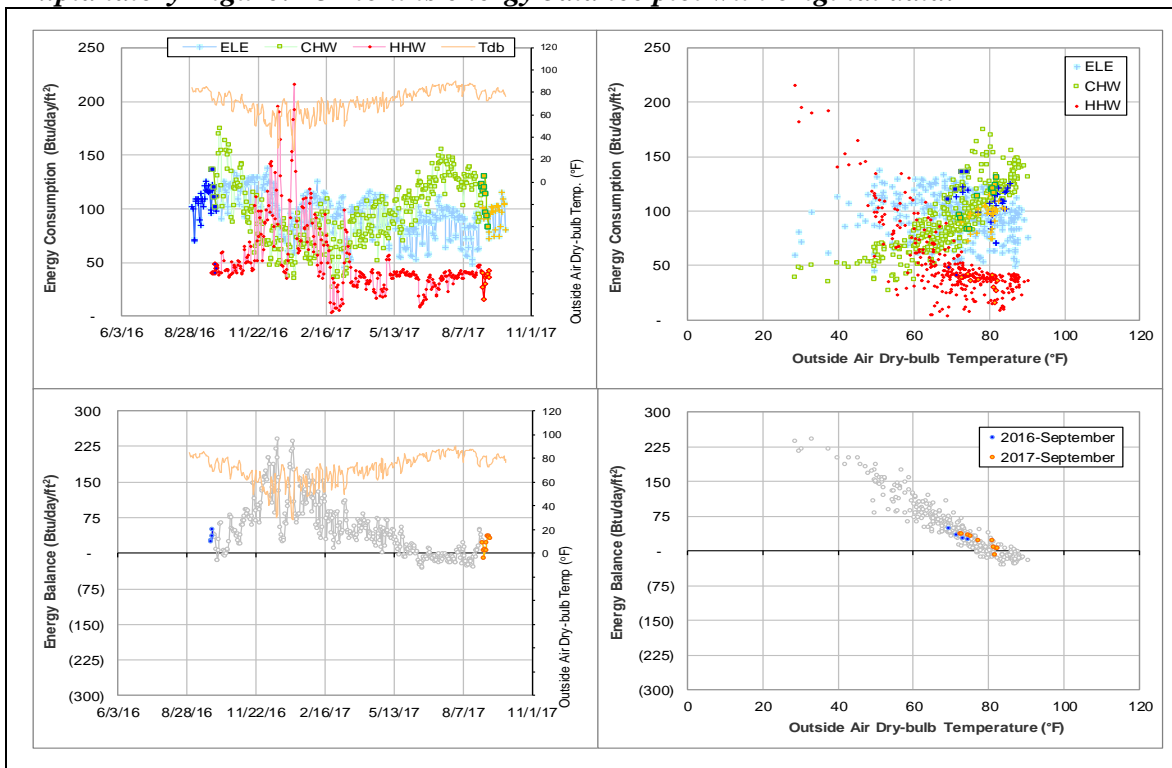 250
200
150
100
50
-
Energy Consumption (Btu/day/ft²)
ELE CHW HHW Tdb
120
100
80
60
40
20
0
Outside Air Dry-bulb Temp. (°F)
6/3/16 8/28/16 11/22/16 2/16/17 5/13/17 8/7/17 11/1/17
250
200
150
100
50
-
Energy Consumption (Btu/day/ft²)
ELE
CHW
HHW
0 20 40 60 80 100 120
Outside Air Dry-bulb Temperature (°F)
300
225
150
75
-
(75)
(150)
(225)
(300)
Energy Balance (Btu/day/ft²)
120
100
80
60
40
20
0
Outside Air Dry-bulb Temp (°F)
6/3/16 8/28/16 11/22/16 2/16/17 5/13/17 8/7/17 11/1/17
300
225
150
75
-
(75)
(150)
(225)
(300)
Energy Balance (Btu/day/ft²)
2016-September
2017-September
0 20 40 60 80 100 120
Outside Air Dry-bulb Temperature (°F)